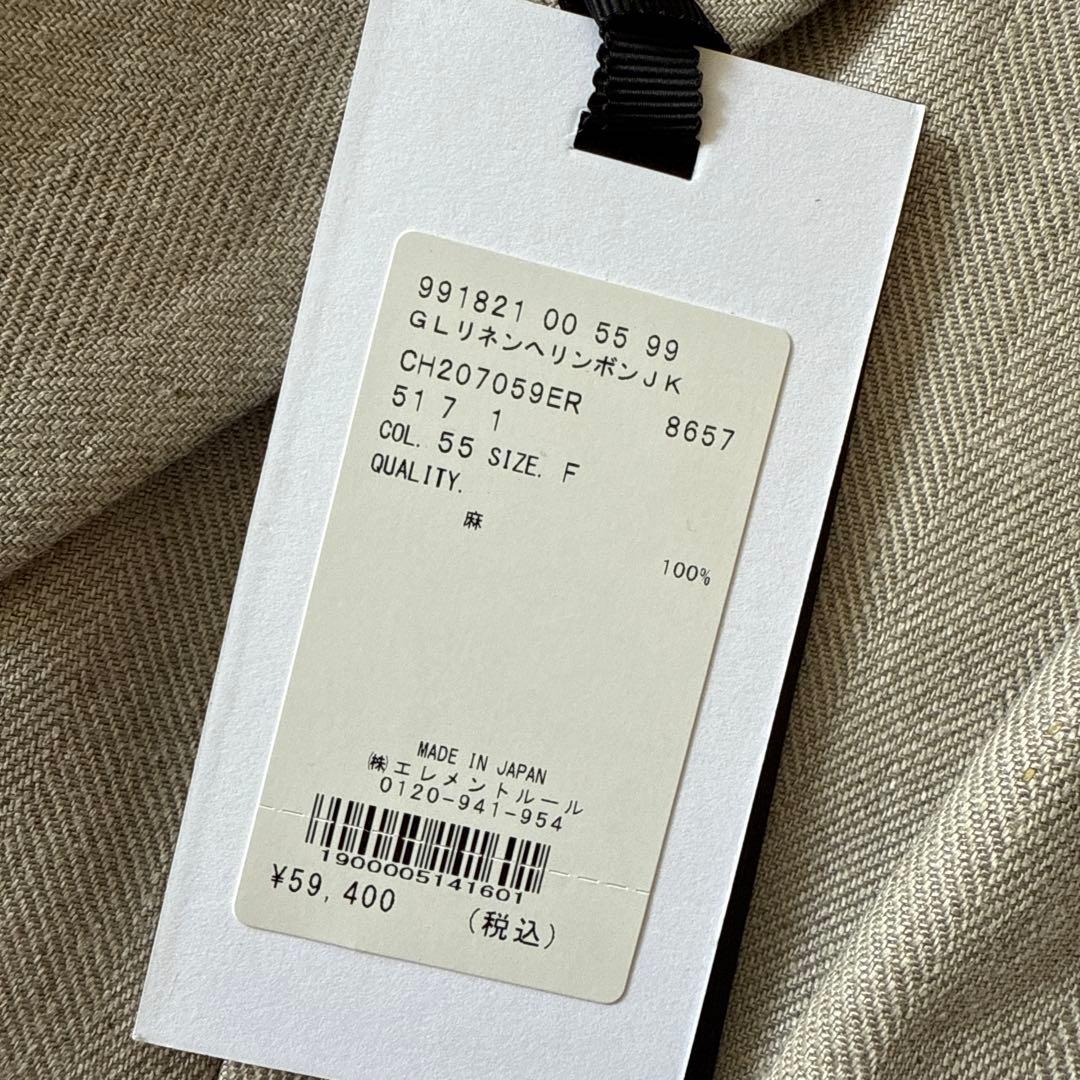 991821 00 55 99
GLリネンヘリンボンJK
CH207059ER 8657
51 7 1
COL. 55 SIZE. F
QUALITY.
麻 100%
MADE IN JAPAN
㈱エレメントルール
0120-941-954
1900005141601
¥59,400 (税込)